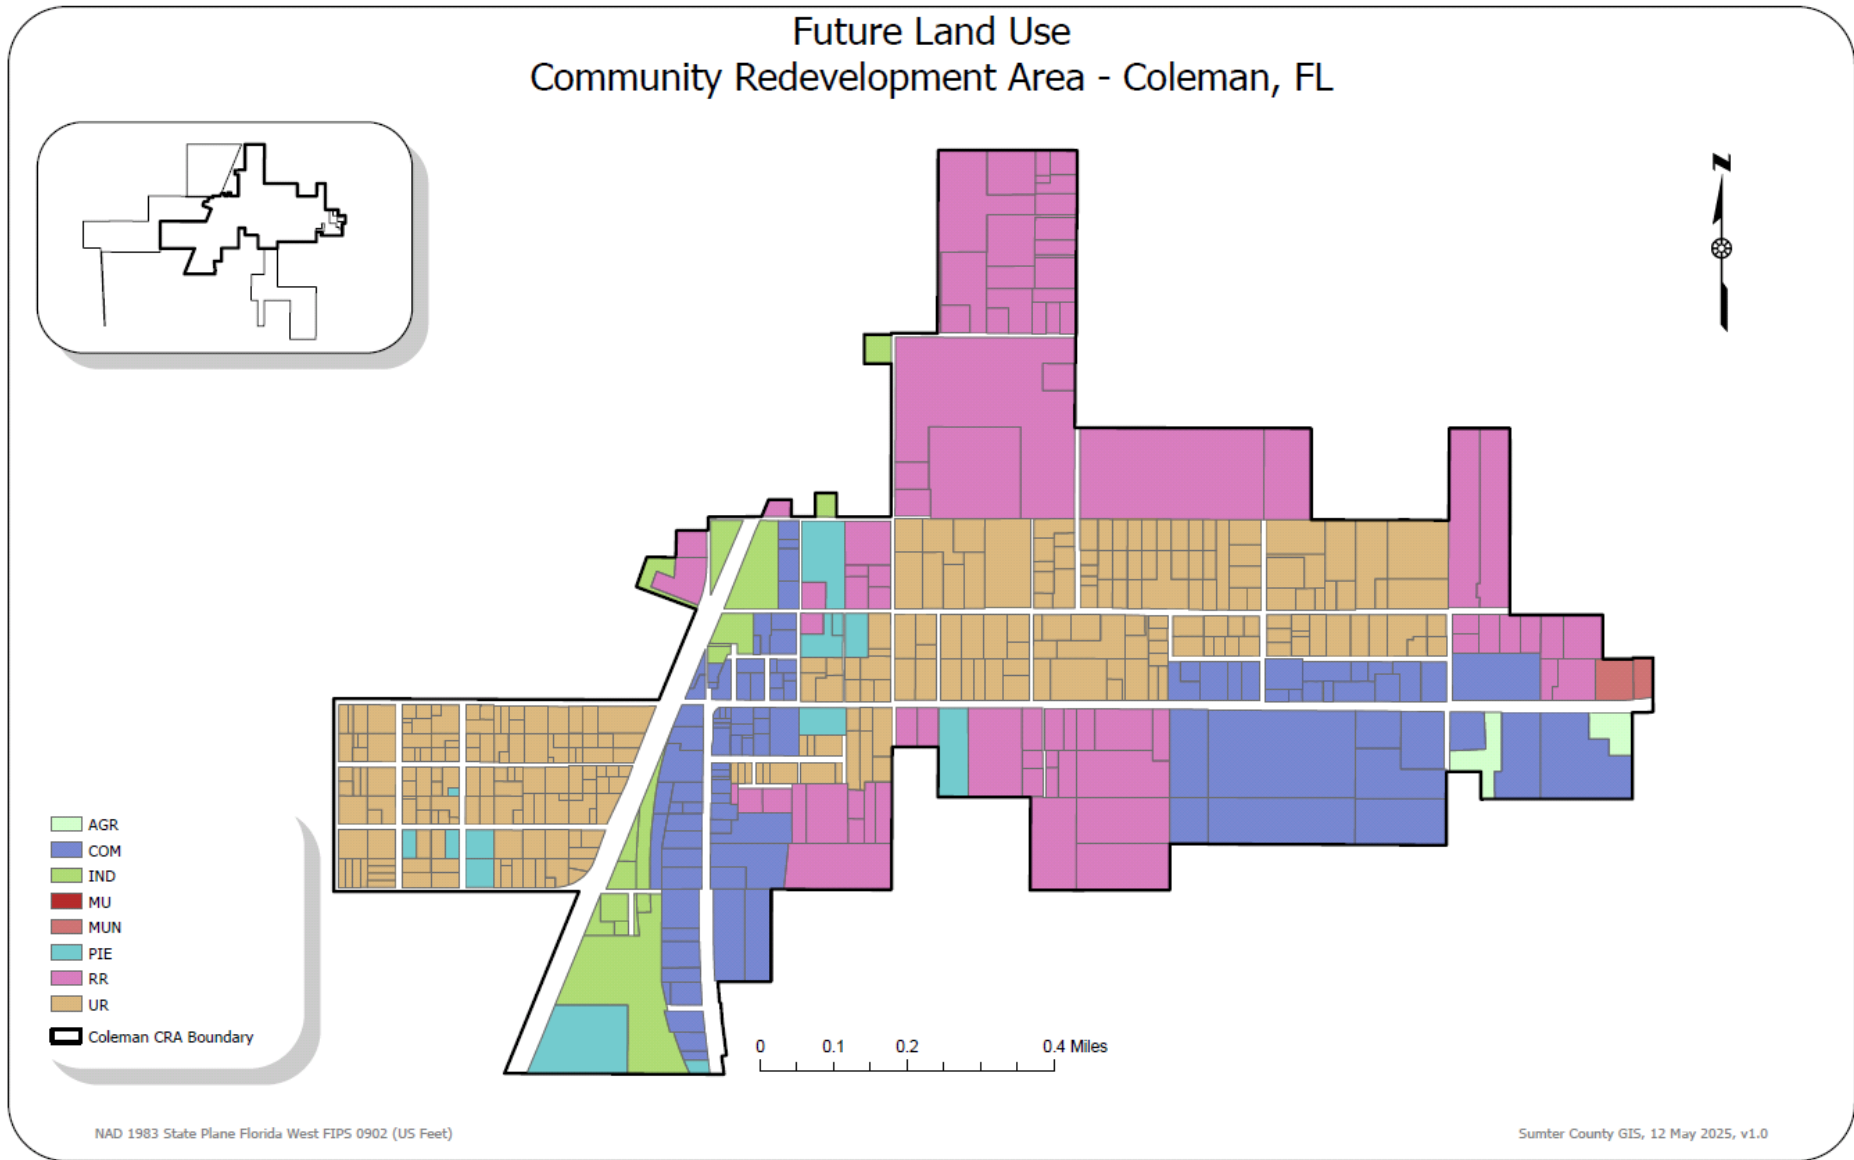 Future Land Use
Community Redevelopment Area - Coleman, FL
N
AGR
COM
IND
MU
MUN
PIE
RR
UR
Coleman CRA Boundary
0 0.1 0.2 0.4 Miles
NAD 1983 State Plane Florida West FIPS 0902 (US Feet)
Sumter County GIS, 12 May 2025, v1.0